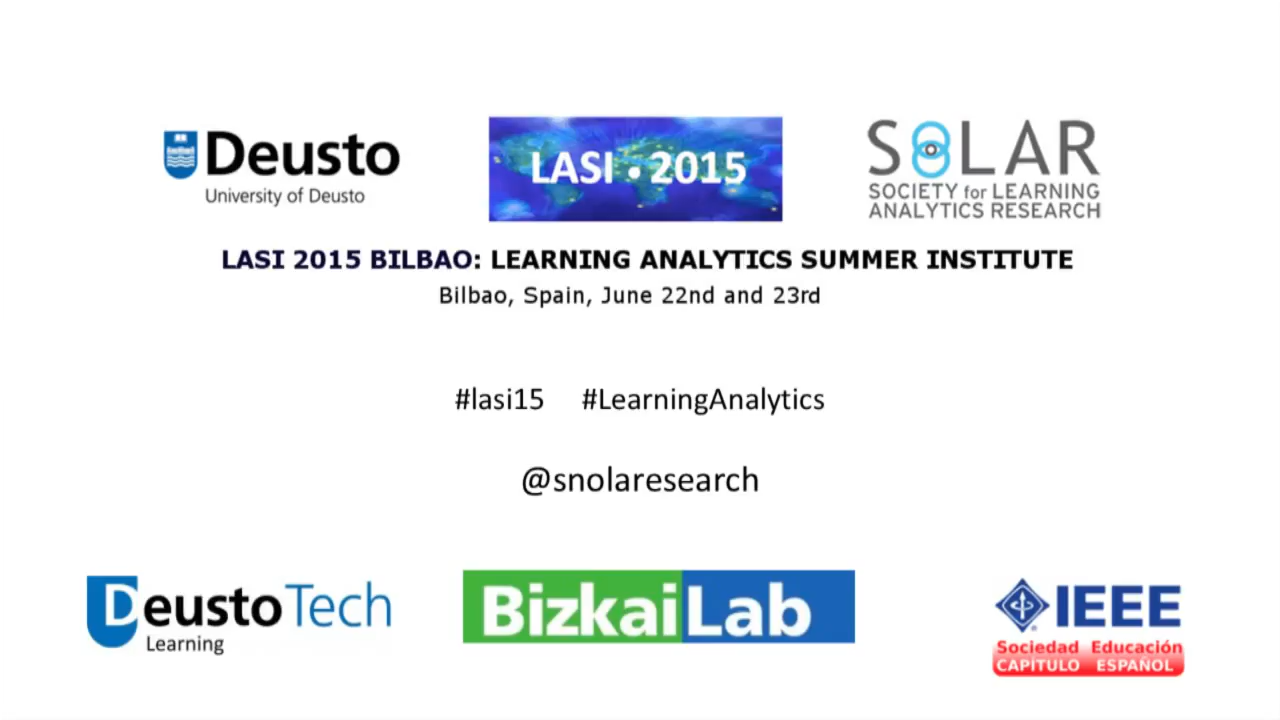 Deusto
University of Deusto
LASI • 2015
SOLAR
SOCIETY for LEARNING
ANALYTICS RESEARCH
LASI 2015 BILBAO: LEARNING ANALYTICS SUMMER INSTITUTE
Bilbao, Spain, June 22nd and 23rd
#lasi15 #LearningAnalytics
@snolaresearch
DeustoTech
Learning
BizkaiLab
IEEE
Sociedad Educación
CAPÍTULO ESPAÑOL